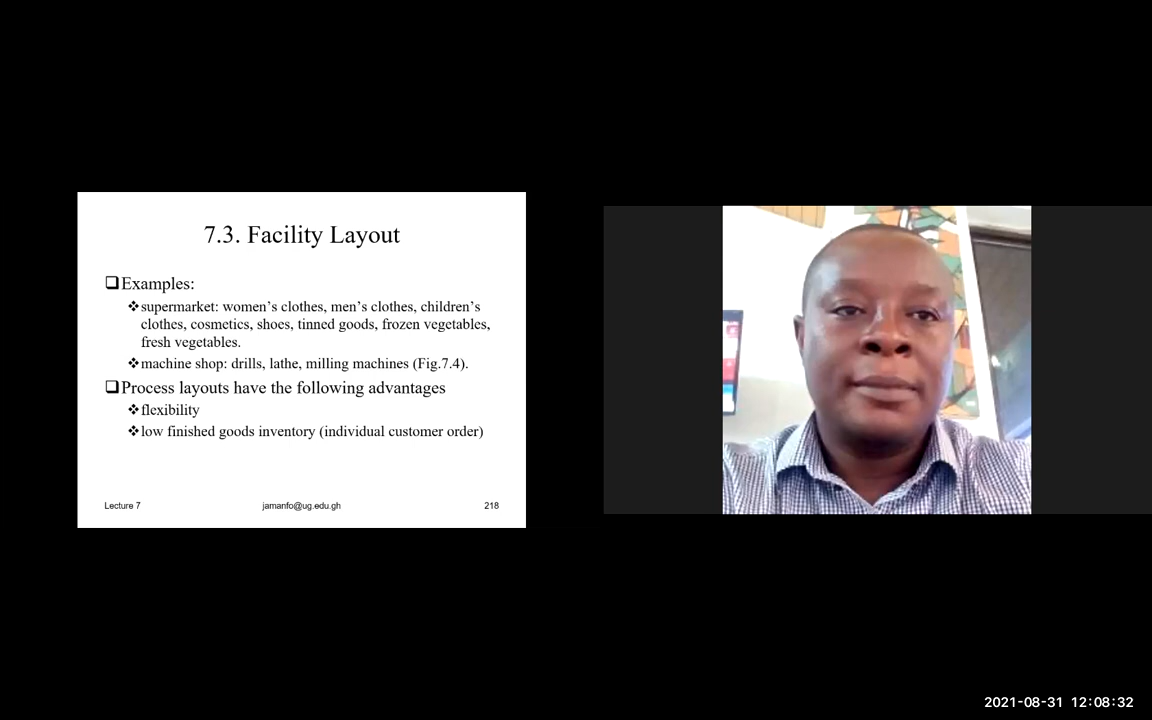 7.3. Facility Layout
❑Examples:
❖supermarket: women’s clothes, men’s clothes, children’s
clothes, cosmetics, shoes, tinned goods, frozen vegetables,
fresh vegetables.
❖machine shop: drills, lathe, milling machines (Fig.7.4).
❑Process layouts have the following advantages
❖flexibility
❖low finished goods inventory (individual customer order)
Lecture 7
jamanfo@ug.edu.gh
218
2021-08-31 12:08:32